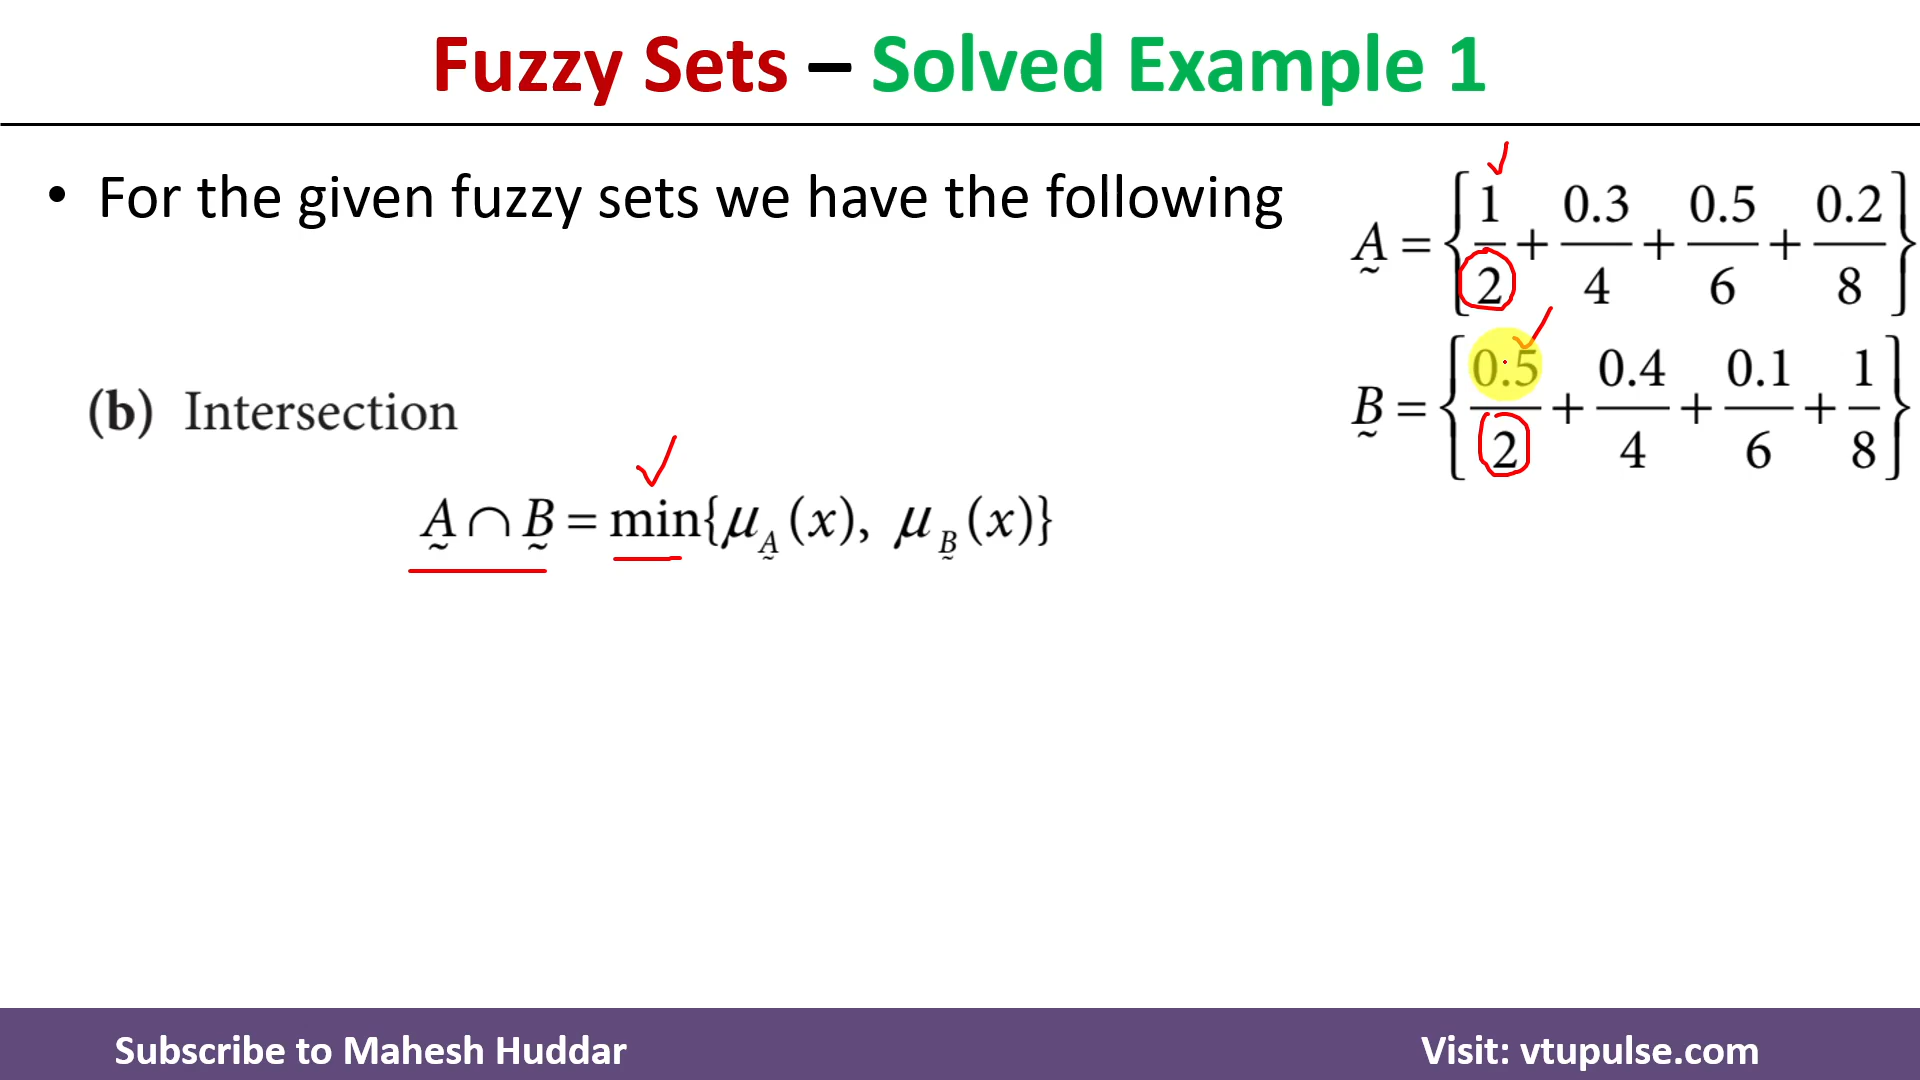 Fuzzy Sets – Solved Example 1
• For the given fuzzy sets we have the following
A̰ = {1/2 + 0.3/4 + 0.5/6 + 0.2/8}
B̰ = {0.5/2 + 0.4/4 + 0.1/6 + 1/8}
(b) Intersection
A̰ ∩ B̰ = min{μ_A̰(x), μ_B̰(x)}
Subscribe to Mahesh Huddar
Visit: vtupulse.com